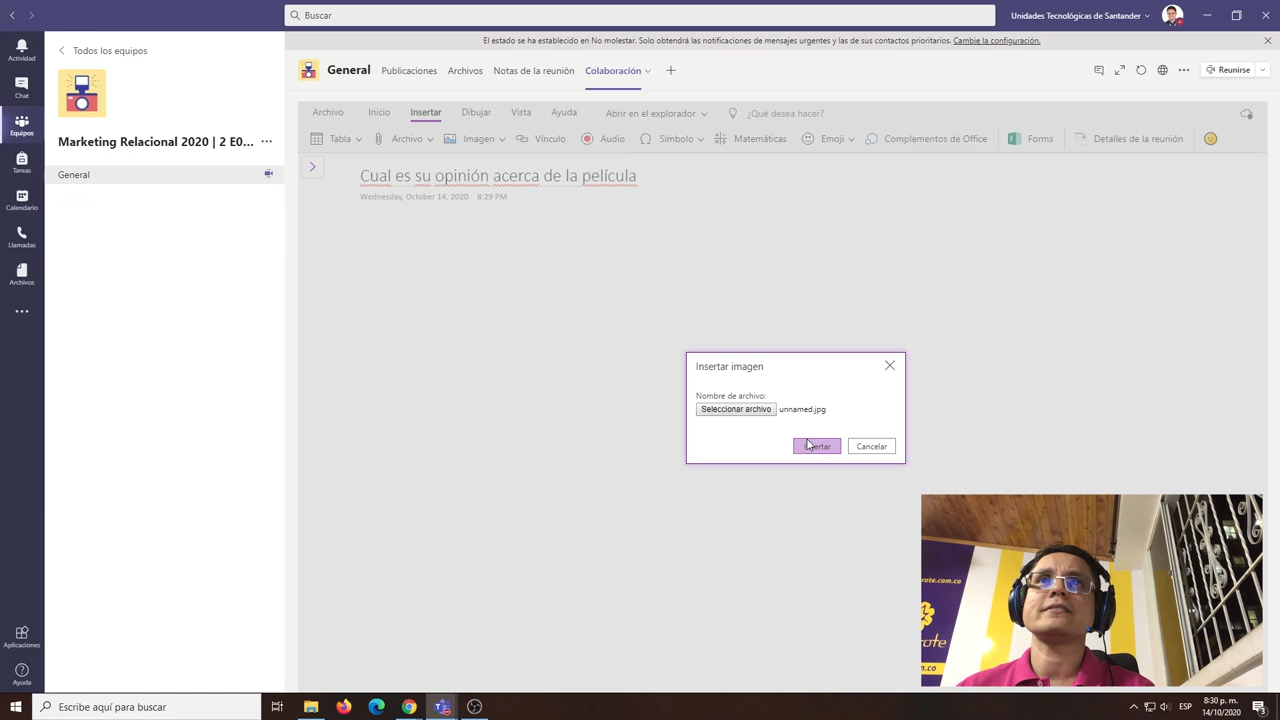 Buscar
Unidades Tecnológicas de Santander
El estado se ha establecido en No molestar. Solo obtendrá las notificaciones de mensajes urgentes y las de sus contactos prioritarios. Cambie la configuración.
Actividad
Chat
Equipos
Tareas
Calendario
Llamadas
Archivos
Aplicaciones
Ayuda
Todos los equipos
Marketing Relacional 2020 | 2 E0...
General
General Publicaciones Archivos Notas de la reunión Colaboración
Reunirse
Archivo Inicio Insertar Dibujar Vista Ayuda Abrir en el explorador ¿Qué desea hacer?
Tabla Archivo Imagen Vínculo Audio Símbolo Matemáticas Emoji Complementos de Office Forms Detalles de la reunión
Cual es su opinión acerca de la película
Wednesday, October 14, 2020 8:29 PM
Insertar imagen
Nombre de archivo:
Seleccionar archivo unnamed.jpg
Insertar Cancelar
rote.com.co
rote
Escribe aquí para buscar
ESP
8:30 p. m.
14/10/2020
3